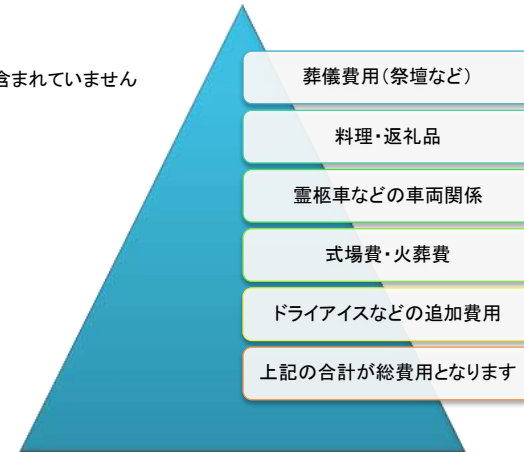 含まれていません
葬儀費用(祭壇など)
料理・返礼品
霊柩車などの車両関係
式場費・火葬費
ドライアイスなどの追加費用
上記の合計が総費用となります